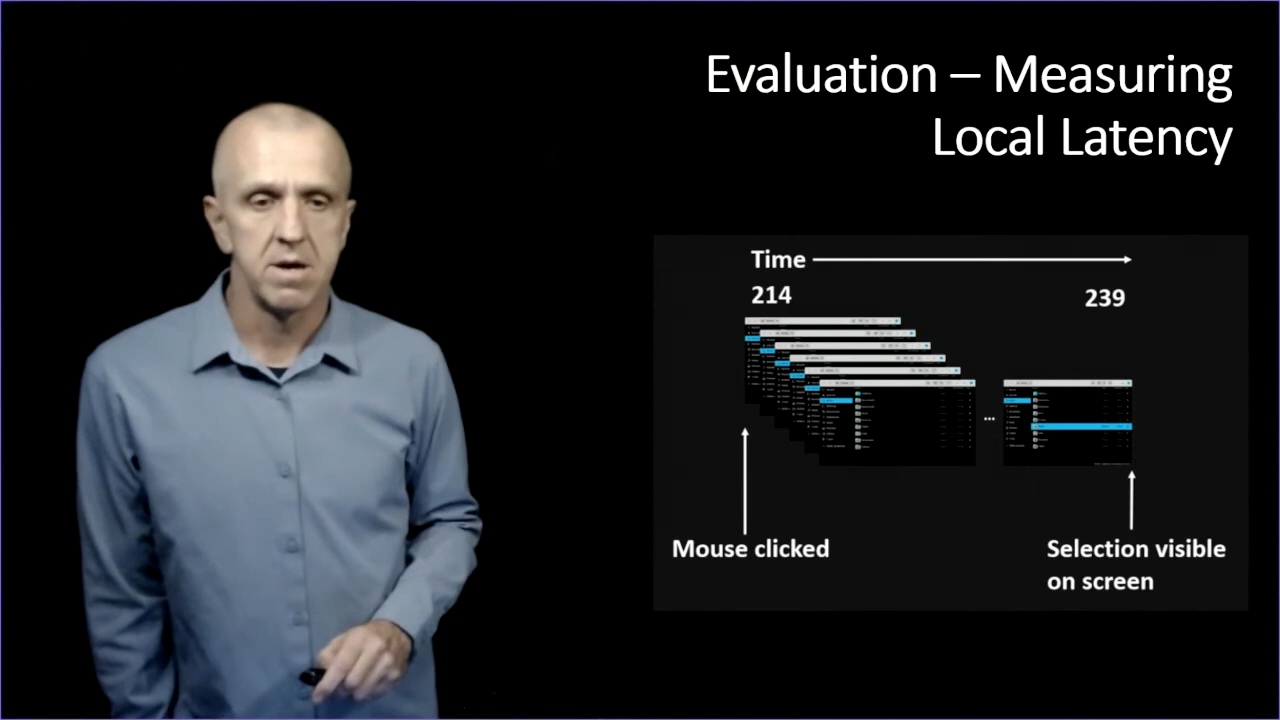 Evaluation – Measuring
Local Latency
Time
214
239
...
Mouse clicked
Selection visible
on screen